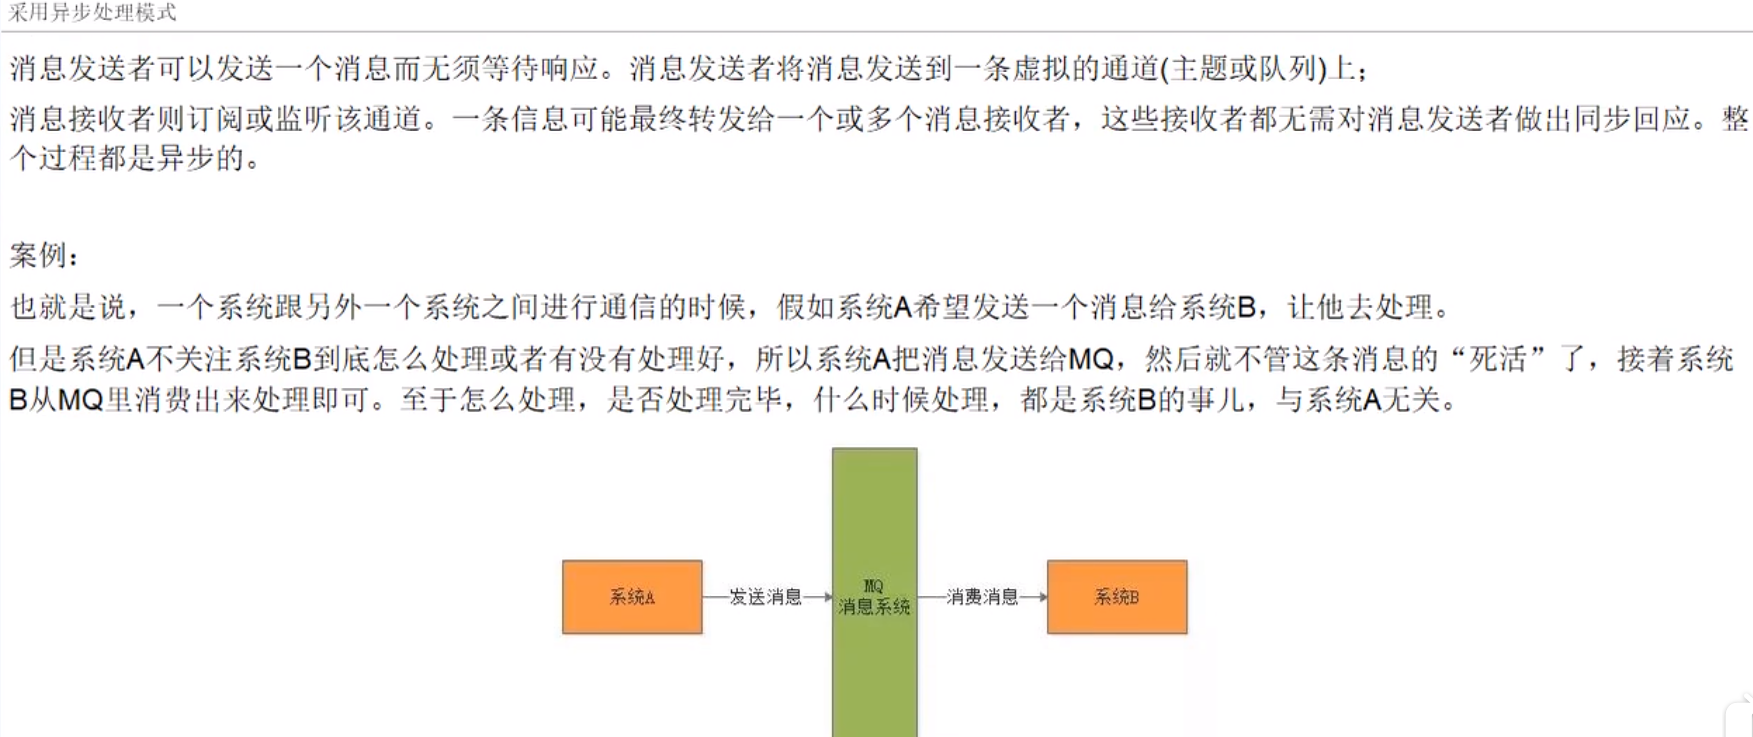 采用异步处理模式
消息发送者可以发送一个消息而无须等待响应。消息发送者将消息发送到一条虚拟的通道(主题或队列)上；
消息接收者则订阅或监听该通道。一条信息可能最终转发给一个或多个消息接收者，这些接收者都无需对消息发送者做出同步回应。整
个过程都是异步的。
案例：
也就是说，一个系统跟另外一个系统之间进行通信的时候，假如系统A希望发送一个消息给系统B，让他去处理。
但是系统A不关注系统B到底怎么处理或者有没有处理好，所以系统A把消息发送给MQ，然后就不管这条消息的“死活”了，接着系统
B从MQ里消费出来处理即可。至于怎么处理，是否处理完毕，什么时候处理，都是系统B的事儿，与系统A无关。
系统A
发送消息
MQ
消息系统
消费消息
系统B